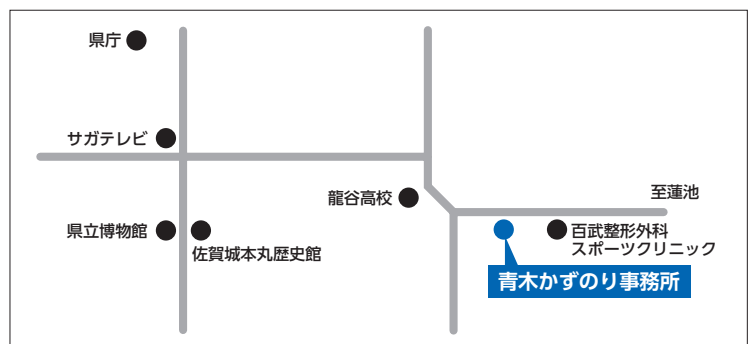 県庁
サガテレビ
龍谷高校
至蓮池
県立博物館
佐賀城本丸歴史館
百武整形外科
スポーツクリニック
青木かずのり事務所